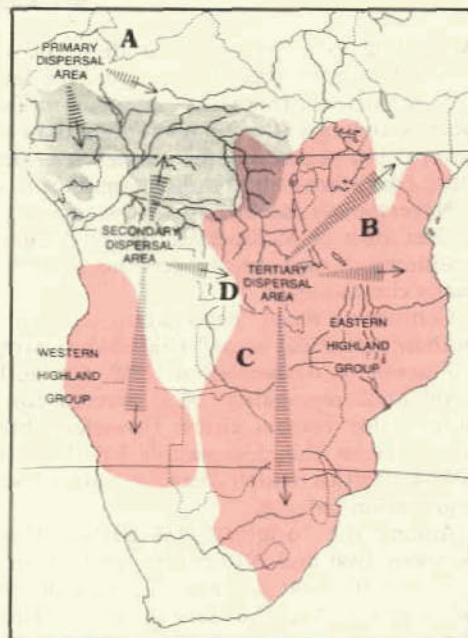 A
PRIMARY
DISPERSAL
AREA
SECONDARY
DISPERSAL
AREA
B
D
TERTIARY
DISPERSAL
AREA
C
EASTERN
HIGHLAND
GROUP
WESTERN
HIGHLAND
GROUP